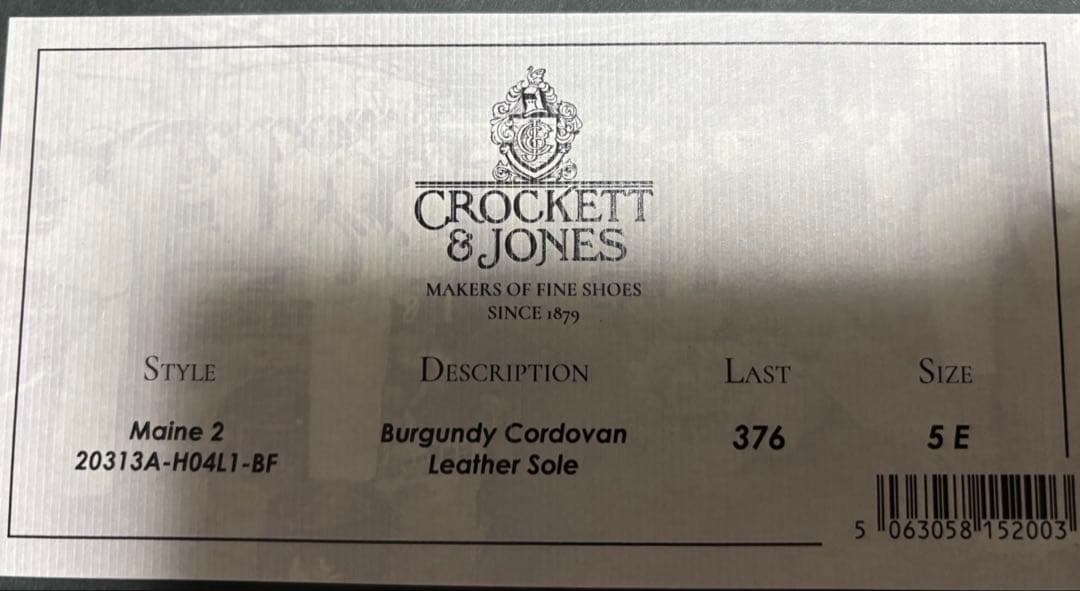 CROCKETT
& JONES
MAKERS OF FINE SHOES
SINCE 1879
STYLE DESCRIPTION LAST SIZE
Maine 2 Burgundy Cordovan 376 5 E
20313A-H04L1-BF Leather Sole
5 063058 152003